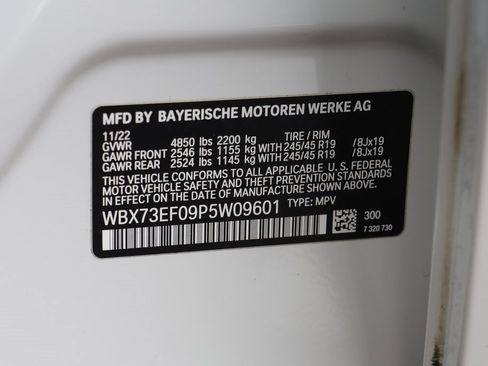 MFD BY BAYERISCHE MOTOREN WERKE AG
11/22 TIRE / RIM
GVWR 4850 lbs 2200 kg
GAWR FRONT 2546 lbs 1155 kg WITH 245/45 R19 /8Jx19
GAWR REAR 2524 lbs 1145 kg WITH 245/45 R19 /8Jx19
THIS VEHICLE CONFORMS TO ALL APPLICABLE U. S. FEDERAL
MOTOR VEHICLE SAFETY AND THEFT PREVENTION STANDARDS
IN EFFECT ON THE DATE OF MANUFACTURE SHOWN ABOVE.
WBX73EF09P5W09601 TYPE: MPV
300
7 320 730